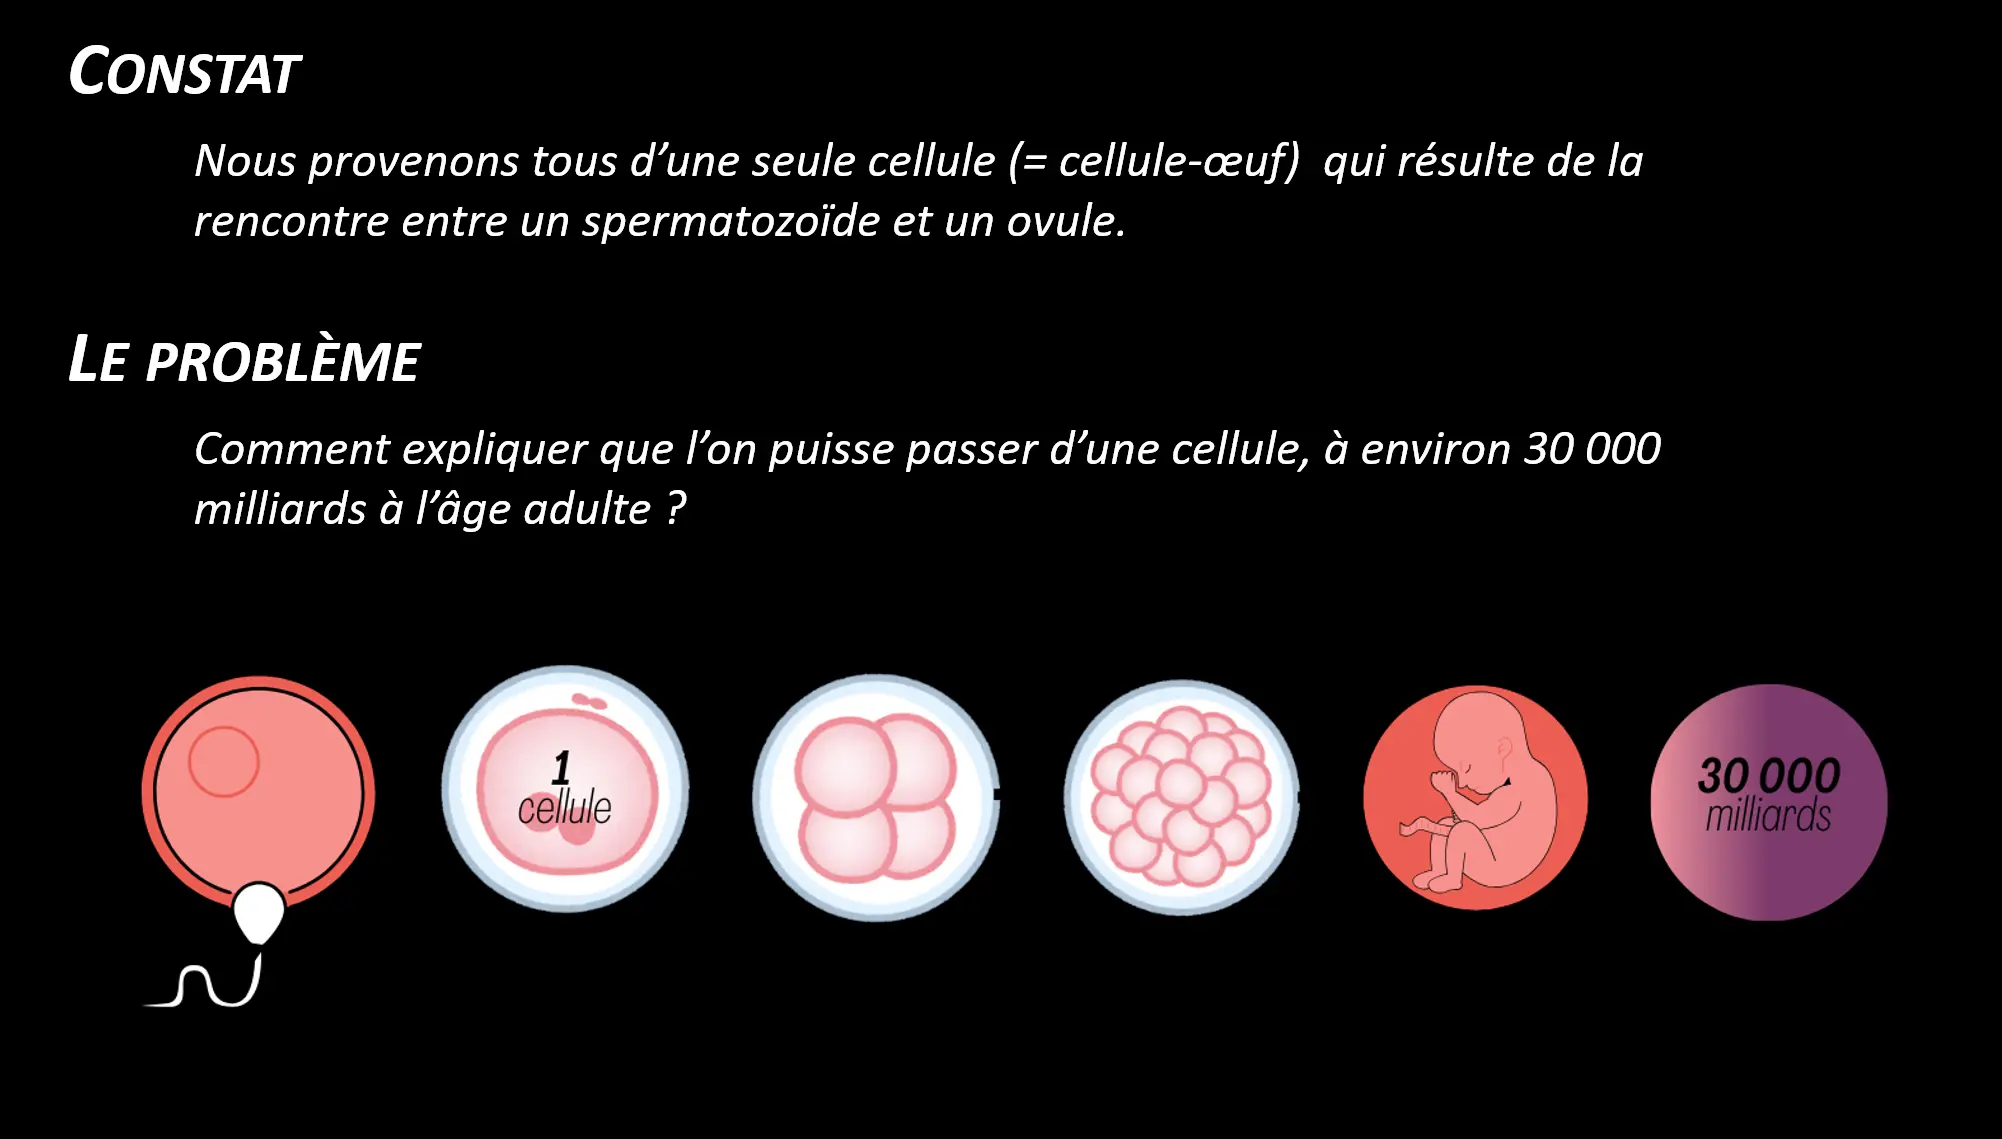 CONSTAT
Nous provenons tous d’une seule cellule (= cellule-œuf)  qui résulte de la
rencontre entre un spermatozoïde et un ovule.
LE PROBLÈME
Comment expliquer que l’on puisse passer d’une cellule, à environ 30 000
milliards à l’âge adulte ?
1
cellule
30 000
milliards